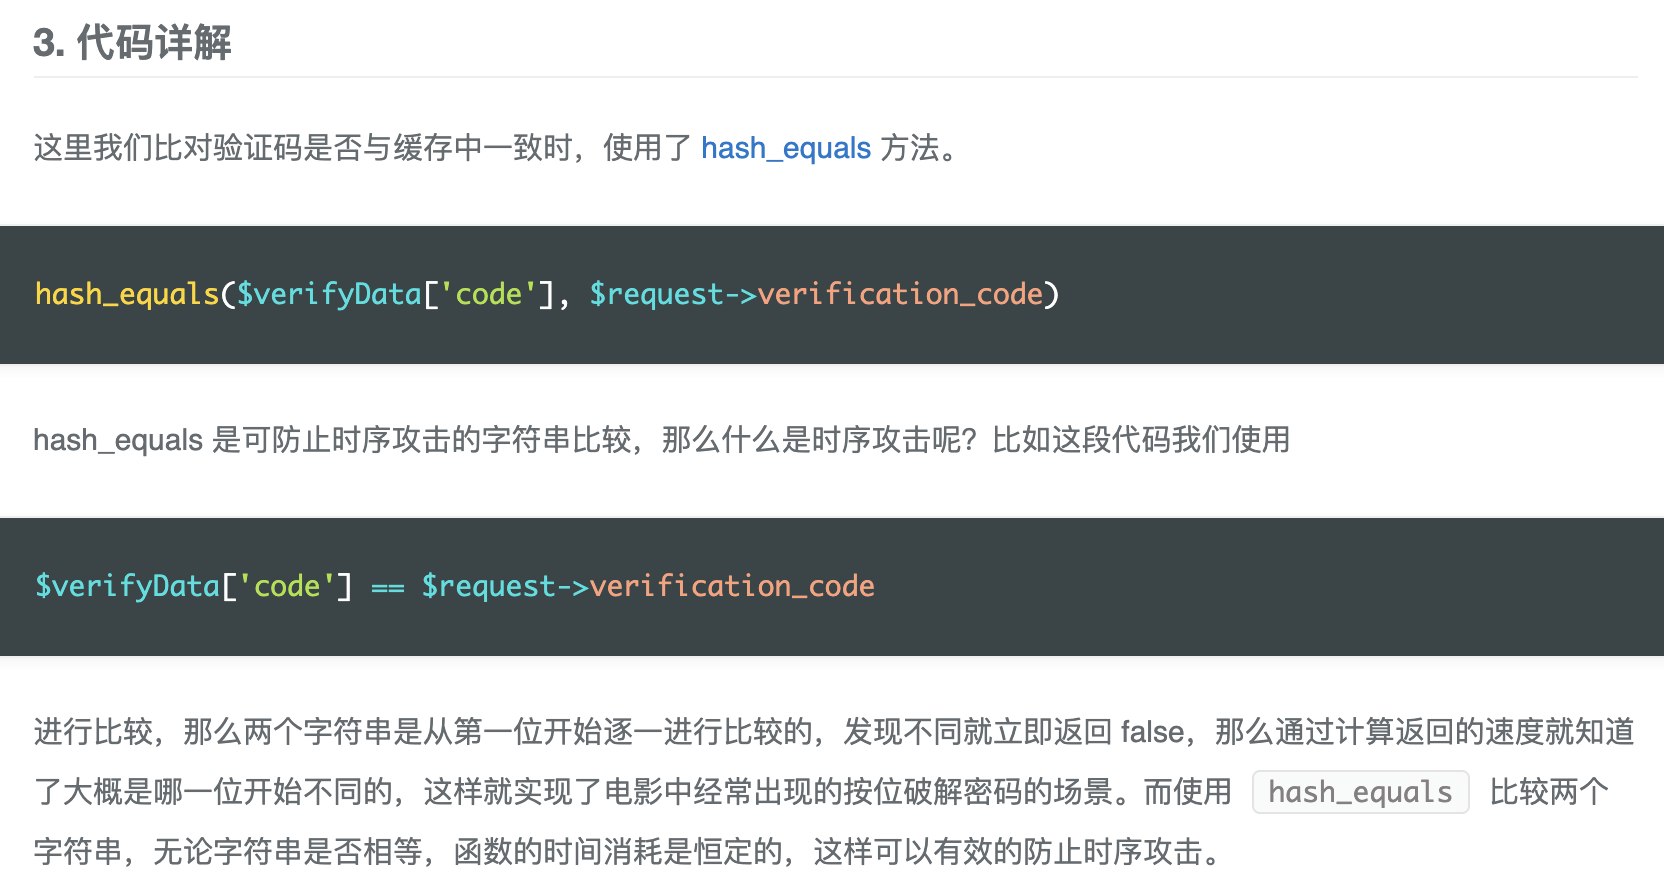 3. 代码详解
这里我们比对验证码是否与缓存中一致时，使用了 hash_equals 方法。
hash_equals($verifyData['code'], $request->verification_code)
hash_equals 是可防止时序攻击的字符串比较，那么什么是时序攻击呢？比如这段代码我们使用
$verifyData['code'] == $request->verification_code
进行比较，那么两个字符串是从第一位开始逐一进行比较的，发现不同就立即返回 false，那么通过计算返回的速度就知道
了大概是哪一位开始不同的，这样就实现了电影中经常出现的按位破解密码的场景。而使用 hash_equals 比较两个
字符串，无论字符串是否相等，函数的时间消耗是恒定的，这样可以有效的防止时序攻击。